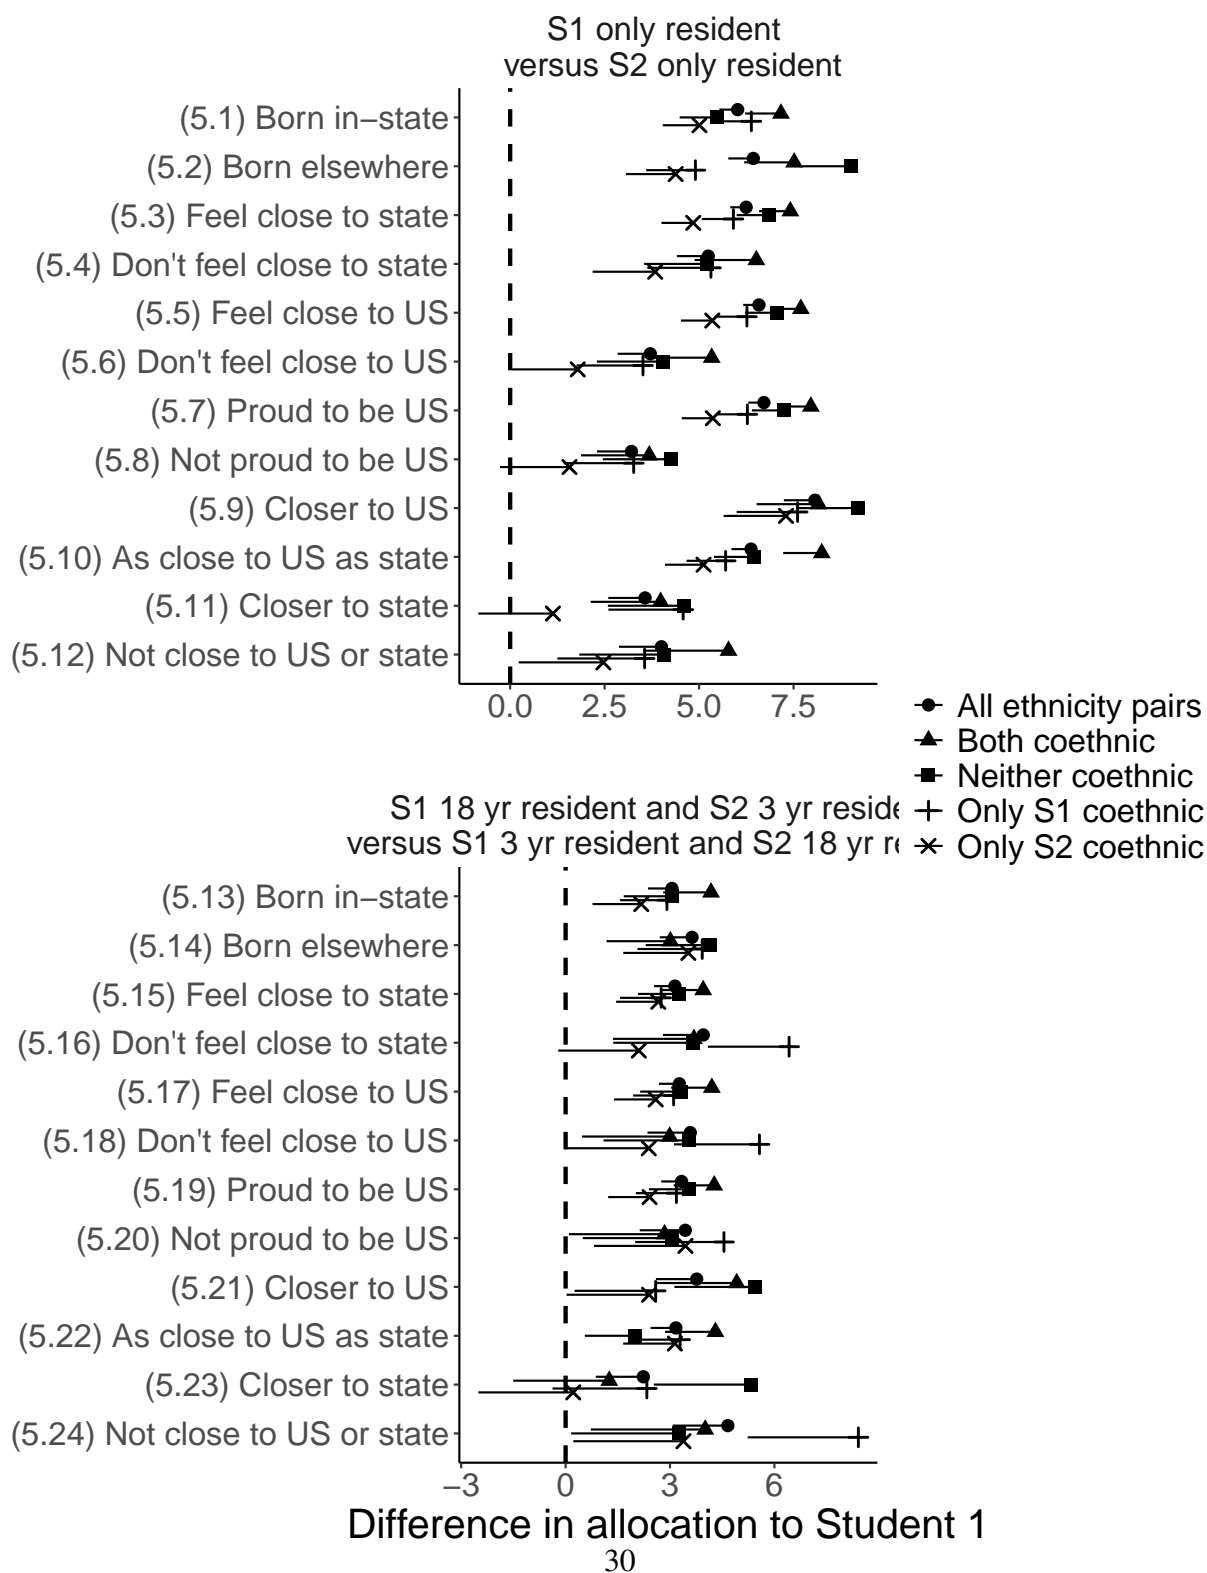 S1 only resident
versus S2 only resident
(5.1) Born in−state
(5.2) Born elsewhere
(5.3) Feel close to state
(5.4) Don't feel close to state
(5.5) Feel close to US
(5.6) Don't feel close to US
(5.7) Proud to be US
(5.8) Not proud to be US
(5.9) Closer to US
(5.10) As close to US as state
(5.11) Closer to state
(5.12) Not close to US or state
0.0 2.5 5.0 7.5
All ethnicity pairs
Both coethnic
Neither coethnic
Only S1 coethnic
Only S2 coethnic
S1 18 yr resident and S2 3 yr reside
versus S1 3 yr resident and S2 18 yr re
(5.13) Born in−state
(5.14) Born elsewhere
(5.15) Feel close to state
(5.16) Don't feel close to state
(5.17) Feel close to US
(5.18) Don't feel close to US
(5.19) Proud to be US
(5.20) Not proud to be US
(5.21) Closer to US
(5.22) As close to US as state
(5.23) Closer to state
(5.24) Not close to US or state
−3 0 3 6
Difference in allocation to Student 1
30